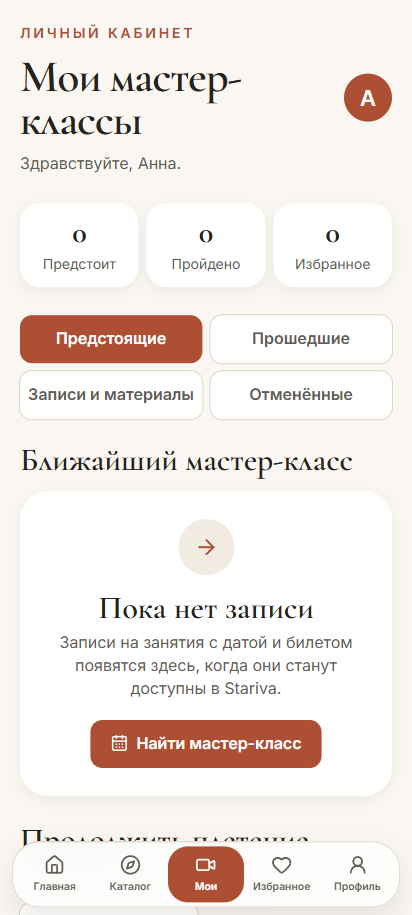 ЛИЧНЫЙ КАБИНЕТ
Мои мастер-
классы
A
Здравствуйте, Анна.
0
0
0
Предстоит
Пройдено
Избранное
Предстоящие
Прошедшие
Записи и материалы
Отменённые
Ближайший мастер-класс
Пока нет записи
Записи на занятия с датой и билетом
появятся здесь, когда они станут
доступны в Stariva.
Найти мастер-класс
Продолжить плетение
Главная
Каталог
Мои
Избранное
Профиль